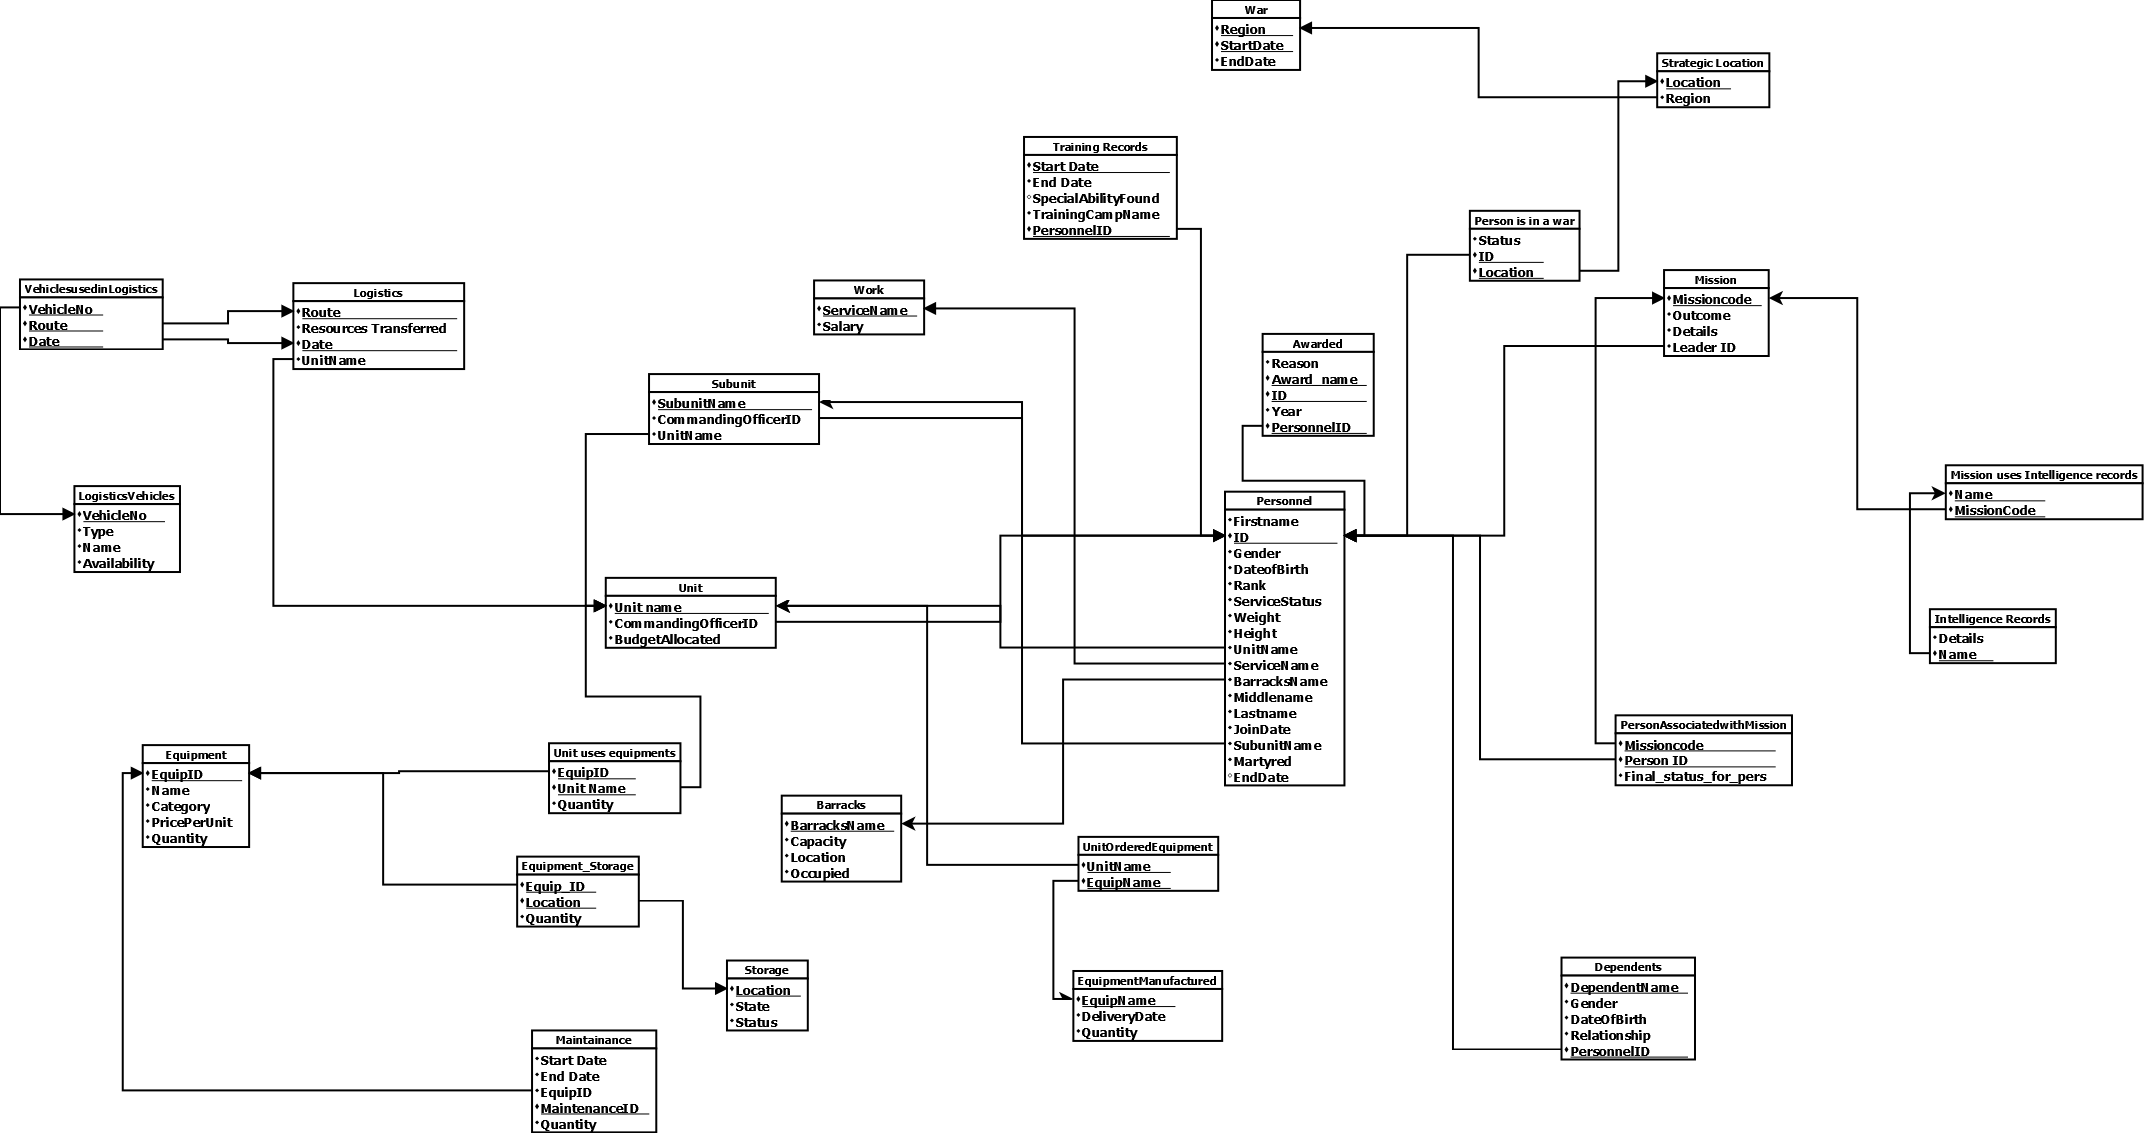 War
Region
StartDate
EndDate
Strategic Location
Location
Region
Training Records
Start Date
End Date
SpecialAbilityFound
TrainingCampName
PersonnelID
Person is in a war
Status
ID
Location
Mission
Missioncode
Outcome
Details
Leader ID
VehiclesusedinLogistics
VehicleNo
Route
Date
Logistics
Route
Resources Transferred
Date
UnitName
Work
ServiceName
Salary
Awarded
Reason
Award_name
ID
Year
PersonnelID
Subunit
SubunitName
CommandingOfficerID
UnitName
Mission uses Intelligence records
Name
MissionCode
LogisticsVehicles
VehicleNo
Type
Name
Availability
Personnel
Firstname
ID
Gender
DateofBirth
Rank
ServiceStatus
Weight
Height
UnitName
ServiceName
BarracksName
Middlename
Lastname
JoinDate
SubunitName
Martyred
EndDate
Unit
Unit name
CommandingOfficerID
BudgetAllocated
Intelligence Records
Details
Name
PersonAssociatedwithMission
Missioncode
Person ID
Final_status_for_pers
Equipment
EquipID
Name
Category
PricePerUnit
Quantity
Unit uses equipments
EquipID
Unit Name
Quantity
Barracks
BarracksName
Capacity
Location
Occupied
UnitOrderedEquipment
UnitName
EquipName
Equipment_Storage
Equip_ID
Location
Quantity
Storage
Location
State
Status
EquipmentManufactured
EquipName
DeliveryDate
Quantity
Dependents
DependentName
Gender
DateOfBirth
Relationship
PersonnelID
Maintainance
Start Date
End Date
EquipID
MaintenanceID
Quantity